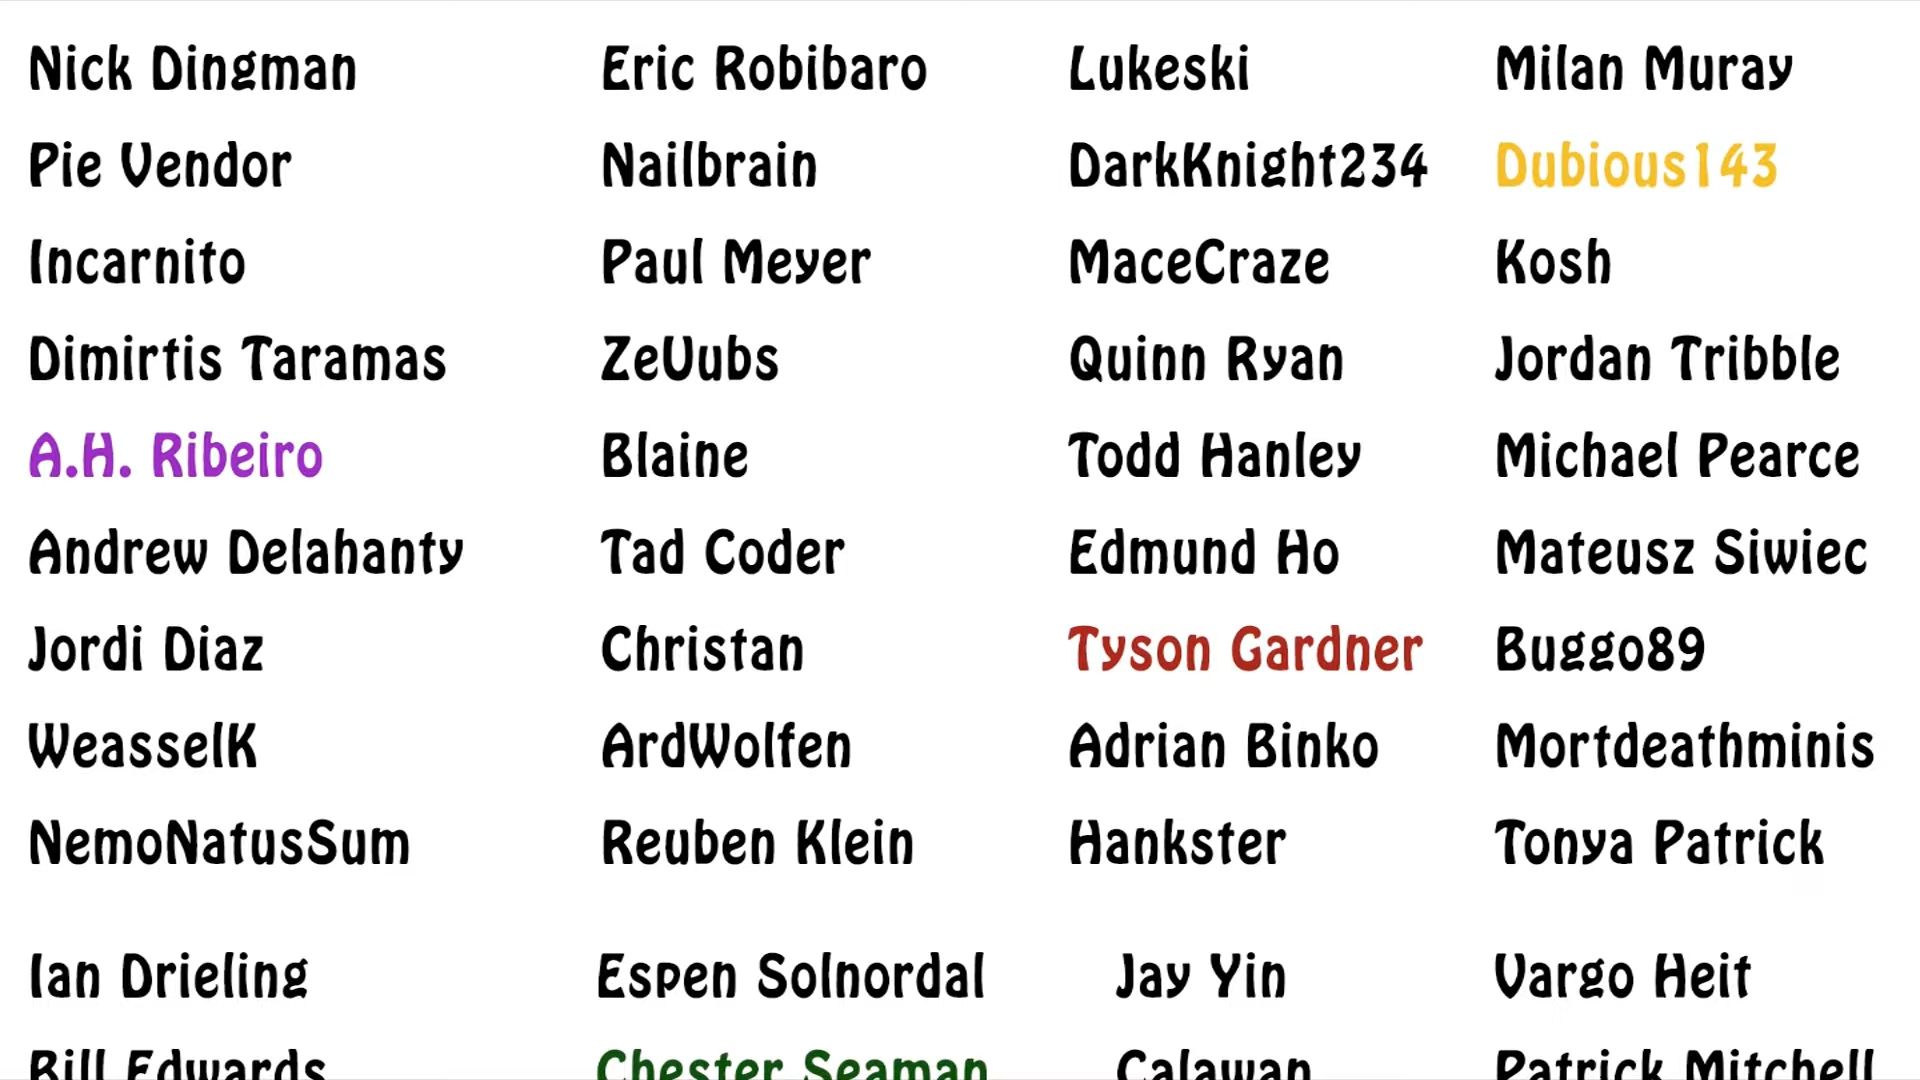 Nick Dingman Eric Robibaro Lukeski Milan Muray
Pie Vendor Nailbrain DarkKnight234 Dubious143
Incarnito Paul Meyer MaceCraze Kosh
Dimirtis Taramas ZeUubs Quinn Ryan Jordan Tribble
A.H. Ribeiro Blaine Todd Hanley Michael Pearce
Andrew Delahanty Tad Coder Edmund Ho Mateusz Siwiec
Jordi Diaz Christan Tyson Gardner Buggo89
WeasselK ArdWolfen Adrian Binko Mortdeathminis
NemoNatusSum Reuben Klein Hankster Tonya Patrick
Ian Drieling Espen Solnordal Jay Yin Vargo Heit
Bill Edwards Chester Seaman Calawan Patrick Mitchell